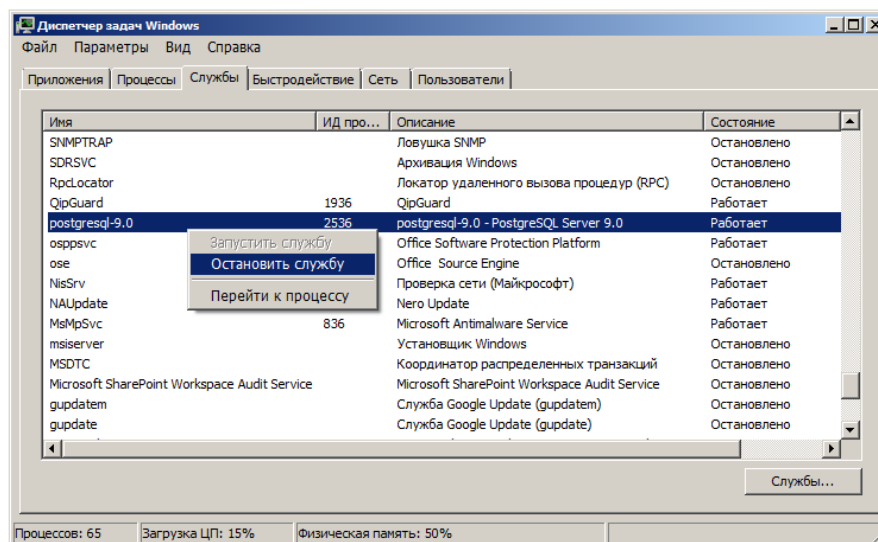 Диспетчер задач Windows
Файл Параметры Вид Справка
Приложения Процессы Службы Быстродействие Сеть Пользователи
Имя ИД про... Описание Состояние
SNMPTRAP Ловушка SNMP Остановлено
SDRSVC Архивация Windows Остановлено
RpcLocator Локатор удаленного вызова процедур (RPC) Остановлено
QipGuard 1936 QipGuard Работает
postgresql-9.0 2536 postgresql-9.0 - PostgreSQL Server 9.0 Работает
Запустить службу
osppsvc Office Software Protection Platform Работает
ose Остановить службу Office Source Engine Остановлено
NisSrv Проверка сети (Майкрософт) Работает
Перейти к процессу
NAUpdate Nero Update Работает
MsMpSvc 836 Microsoft Antimalware Service Работает
msiserver Установщик Windows Остановлено
MSDTC Координатор распределенных транзакций Остановлено
Microsoft SharePoint Workspace Audit Service Microsoft SharePoint Workspace Audit Service Остановлено
gupdatem Служба Google Update (gupdatem) Остановлено
gupdate Служба Google Update (gupdate) Остановлено
Службы...
Процессов: 65 Загрузка ЦП: 15% Физическая память: 50%